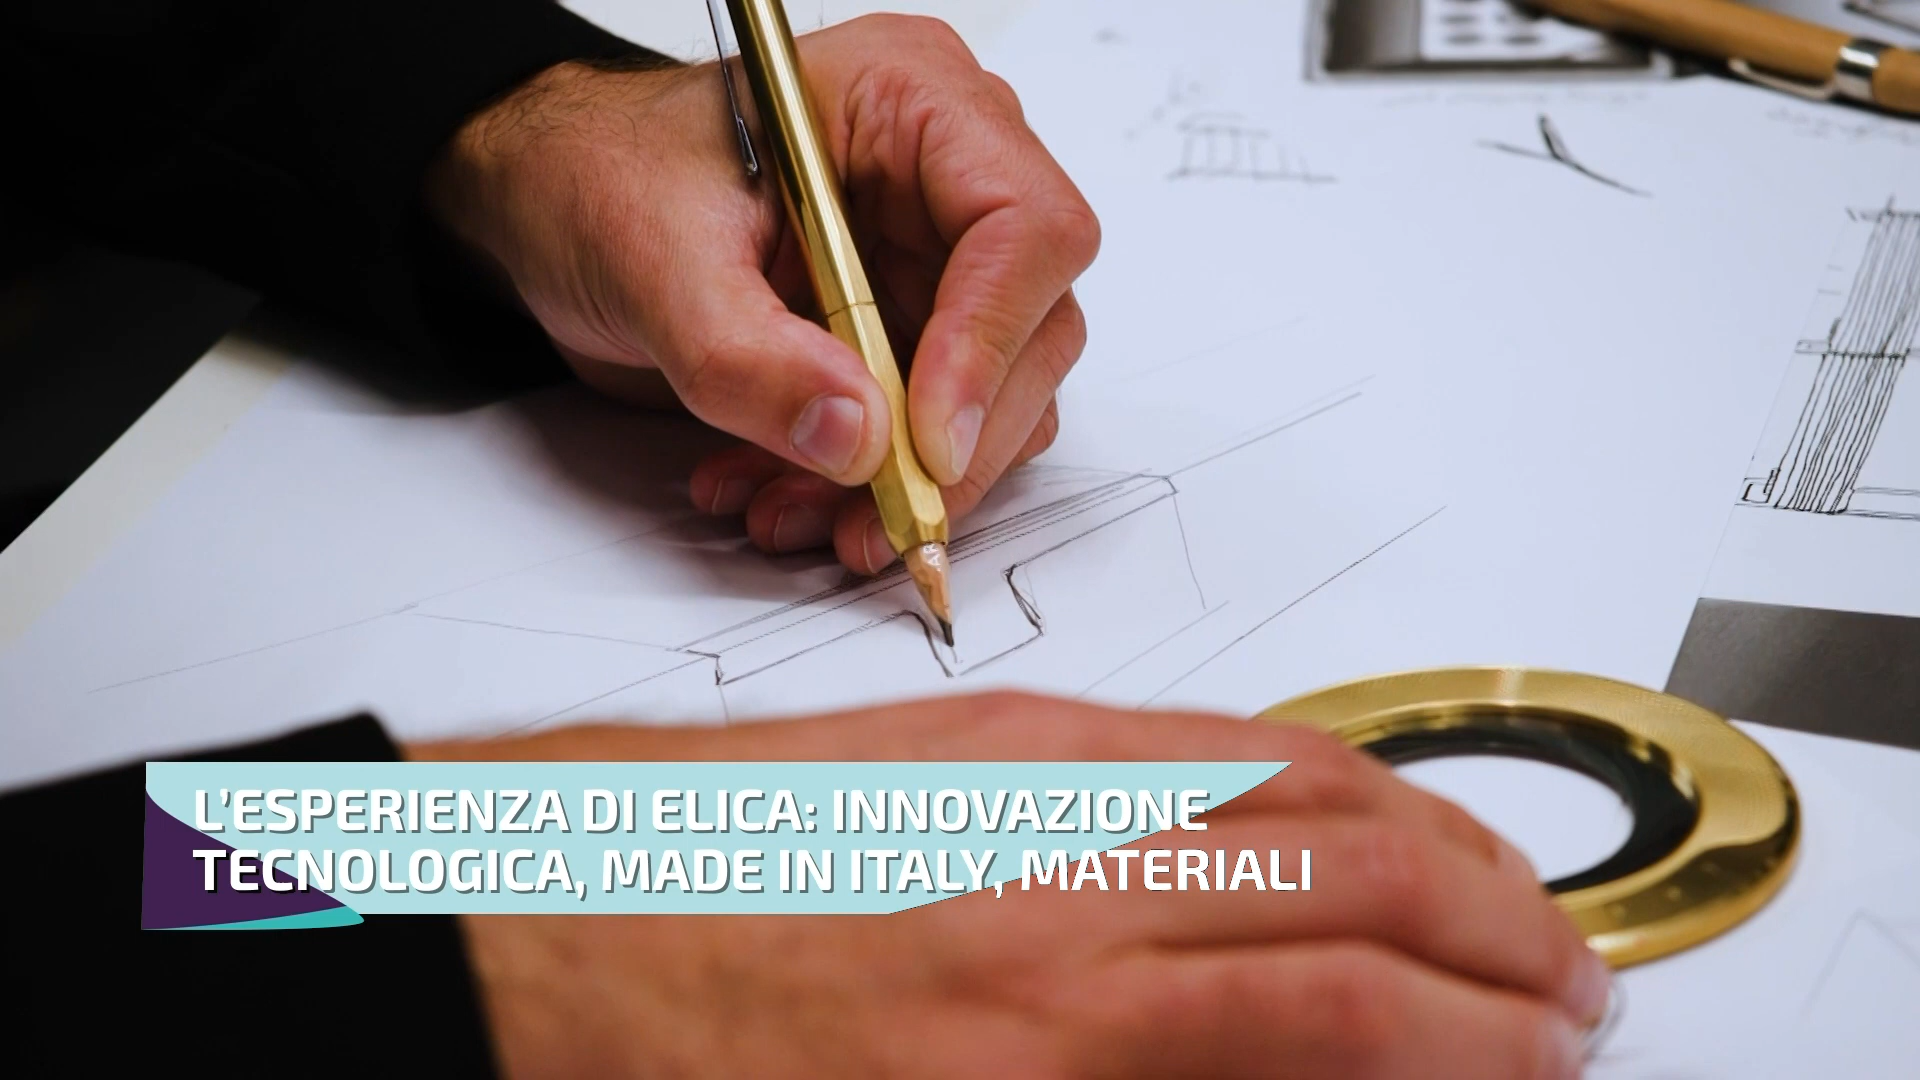 L'ESPERIENZA DI ELICA: INNOVAZIONE
TECNOLOGICA, MADE IN ITALY, MATERIALI